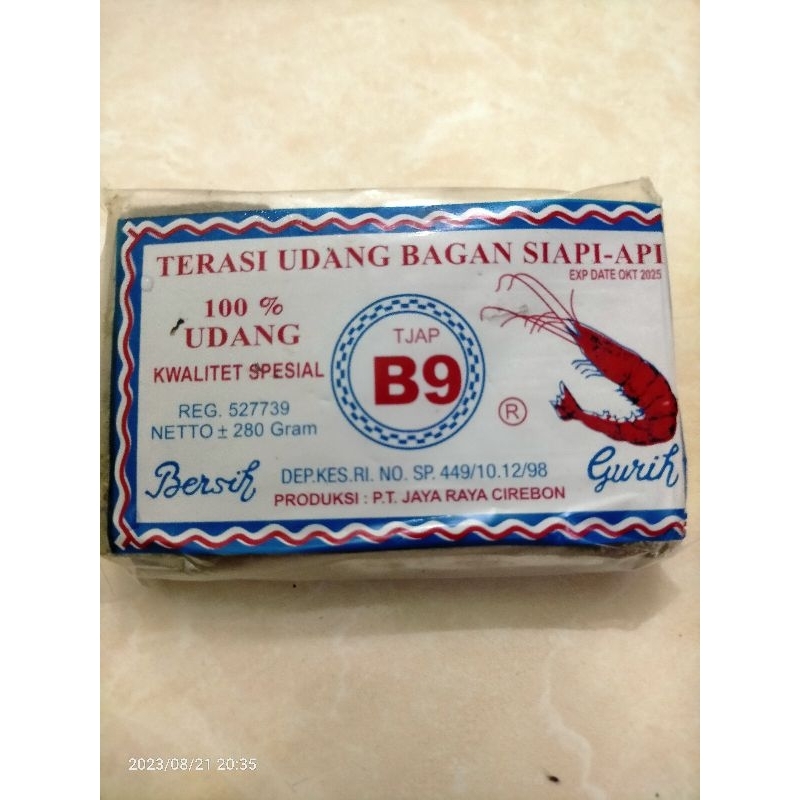 TERASI UDANG BAGAN SIAPI-API
EXP DATE OKT 2025
100 %
UDANG
KWALITET SPESIAL
REG. 527739
NETTO ± 280 Gram
TJAP
B9
®
Bersih
Gurih
DEP.KES.RI. NO. SP. 449/10.12/98
PRODUKSI : P.T. JAYA RAYA CIREBON
2023/08/21 20:35